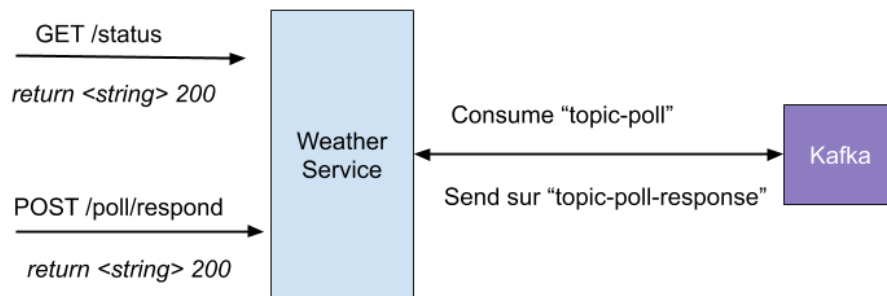 GET /status
return <string> 200
POST /poll/respond
return <string> 200
Weather
Service
Consume “topic-poll”
Send sur “topic-poll-response”
Kafka